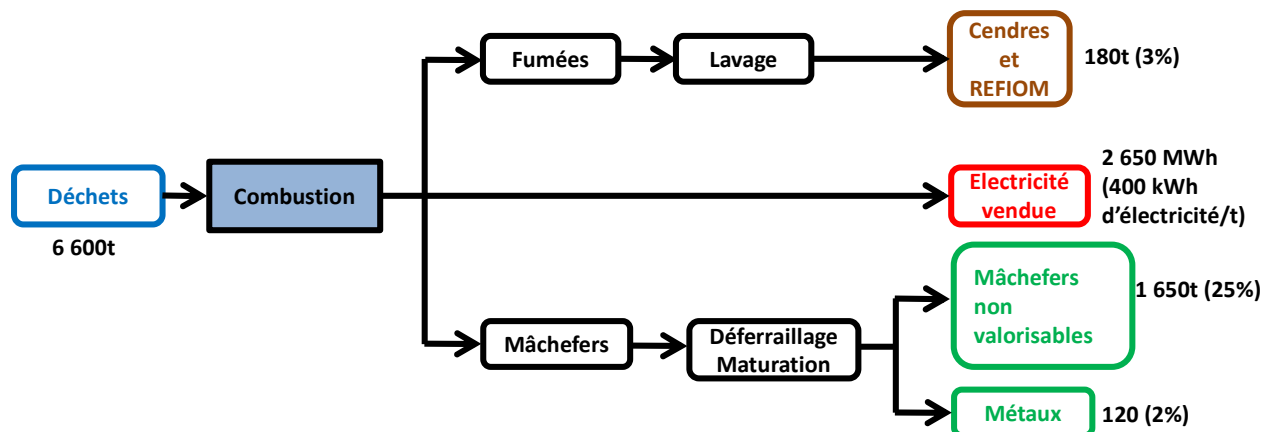 Fumées
Lavage
Cendres
et
REFIOM
180t (3%)
Déchets
6 600t
Combustion
Electricité
vendue
2 650 MWh
(400 kWh
d’électricité/t)
Mâchefers
Déferraillage
Maturation
Mâchefers
non
valorisables
1 650t (25%)
Métaux
120 (2%)